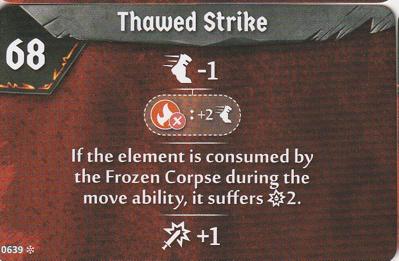 Thawed Strike
68
-1
: +2
If the element is consumed by
the Frozen Corpse during the
move ability, it suffers 2.
+1
0639